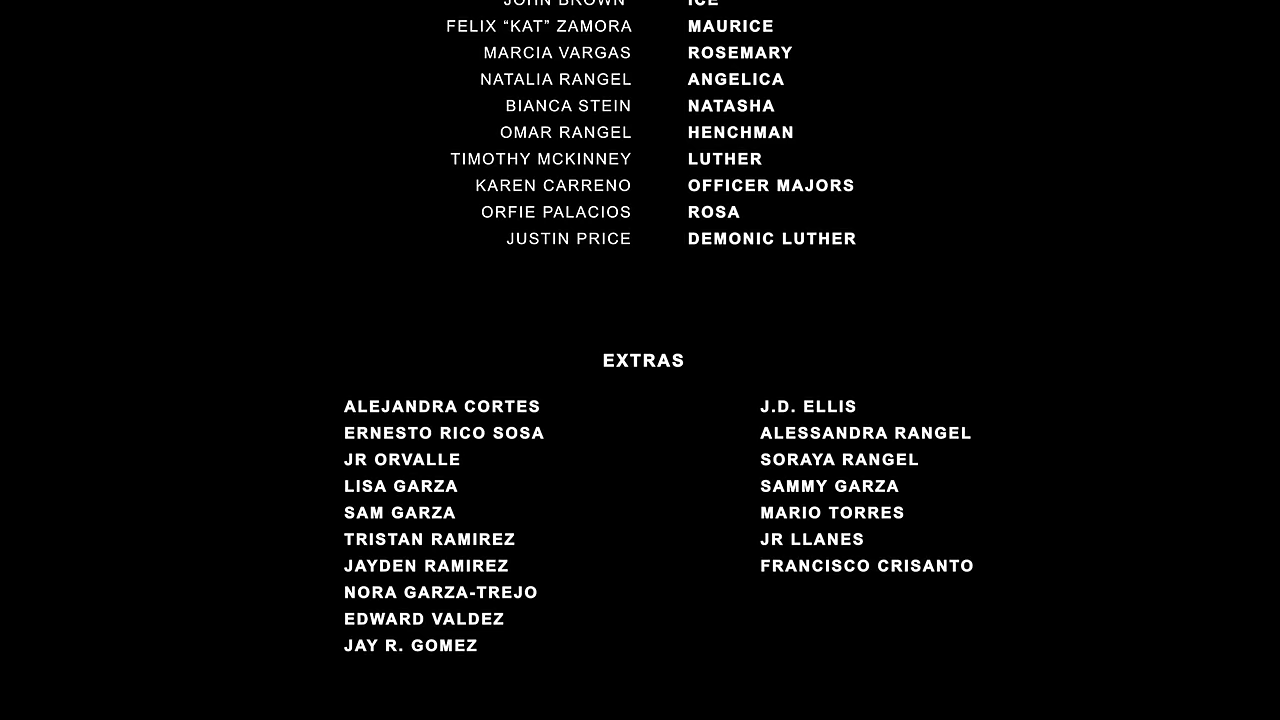 JOHN BROWN ICE
FELIX “KAT” ZAMORA MAURICE
MARCIA VARGAS ROSEMARY
NATALIA RANGEL ANGELICA
BIANCA STEIN NATASHA
OMAR RANGEL HENCHMAN
TIMOTHY MCKINNEY LUTHER
KAREN CARRENO OFFICER MAJORS
ORFIE PALACIOS ROSA
JUSTIN PRICE DEMONIC LUTHER
EXTRAS
ALEJANDRA CORTES
ERNESTO RICO SOSA
JR ORVALLE
LISA GARZA
SAM GARZA
TRISTAN RAMIREZ
JAYDEN RAMIREZ
NORA GARZA-TREJO
EDWARD VALDEZ
JAY R. GOMEZ
J.D. ELLIS
ALESSANDRA RANGEL
SORAYA RANGEL
SAMMY GARZA
MARIO TORRES
JR LLANES
FRANCISCO CRISANTO